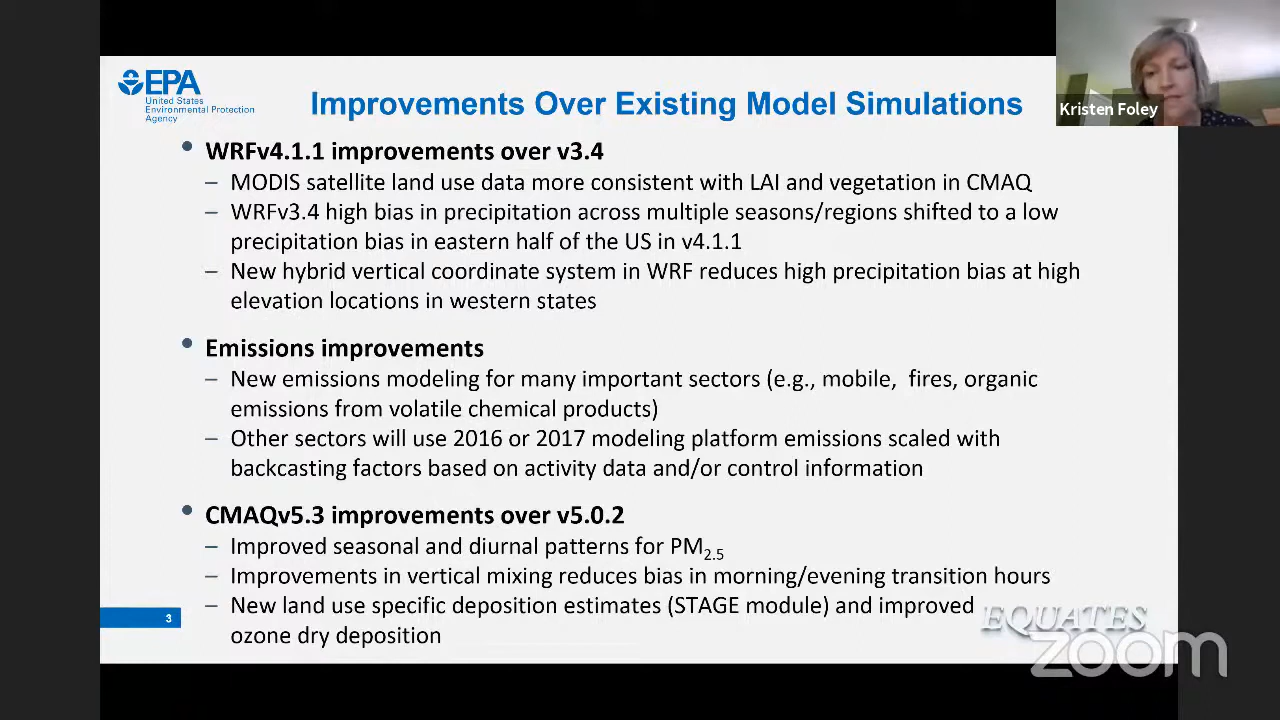 EPA
United States
Environmental Protection
Agency
Improvements Over Existing Model Simulations
Kristen Foley
• WRFv4.1.1 improvements over v3.4
– MODIS satellite land use data more consistent with LAI and vegetation in CMAQ
– WRFv3.4 high bias in precipitation across multiple seasons/regions shifted to a low
precipitation bias in eastern half of the US in v4.1.1
– New hybrid vertical coordinate system in WRF reduces high precipitation bias at high
elevation locations in western states
• Emissions improvements
– New emissions modeling for many important sectors (e.g., mobile, fires, organic
emissions from volatile chemical products)
– Other sectors will use 2016 or 2017 modeling platform emissions scaled with
backcasting factors based on activity data and/or control information
• CMAQv5.3 improvements over v5.0.2
– Improved seasonal and diurnal patterns for PM2.5
– Improvements in vertical mixing reduces bias in morning/evening transition hours
– New land use specific deposition estimates (STAGE module) and improved
ozone dry deposition
3
EQUATES
zoom